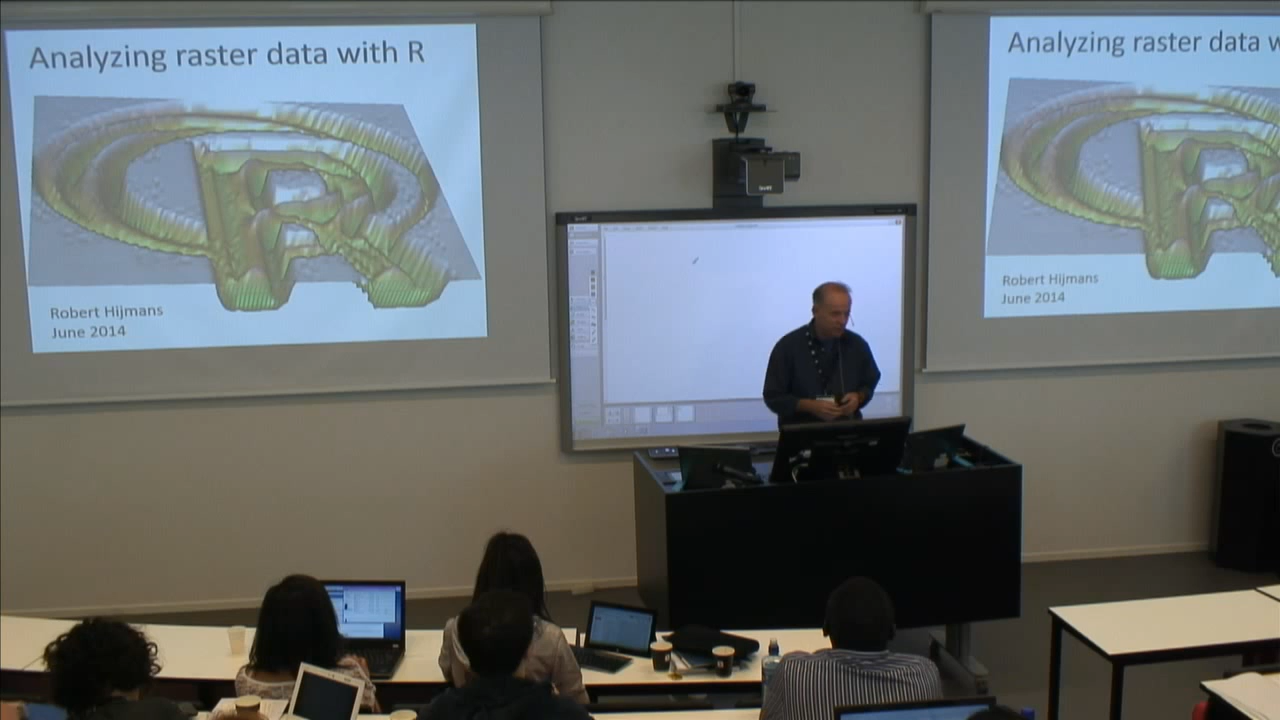 Analyzing raster data with R
Robert Hijmans
June 2014
Analyzing raster data w
Robert Hijmans
June 2014